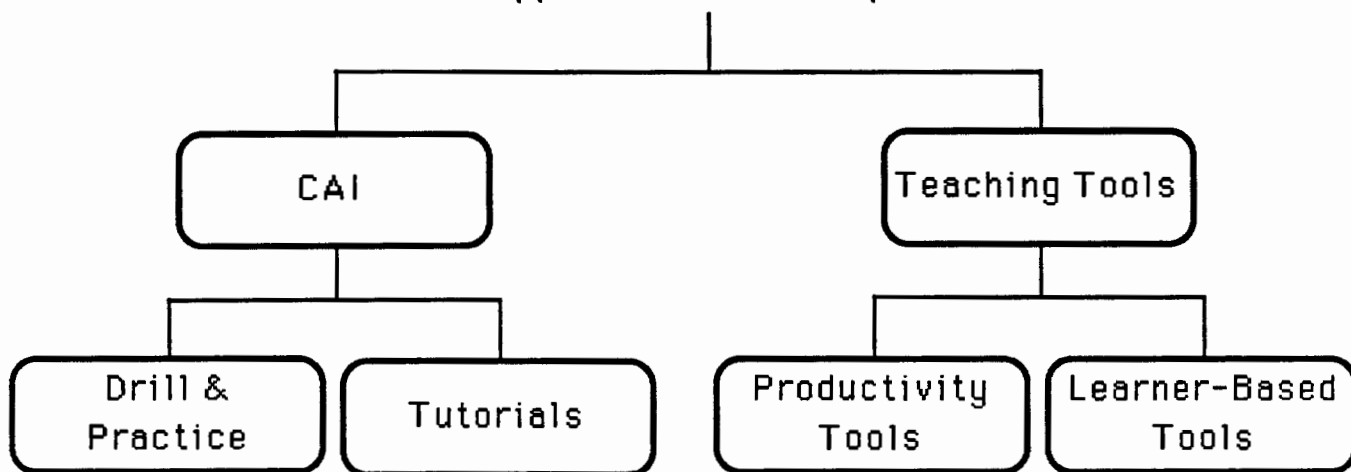 CAI
Teaching Tools
Drill &
Practice
Tutorials
Productivity
Tools
Learner-Based
Tools